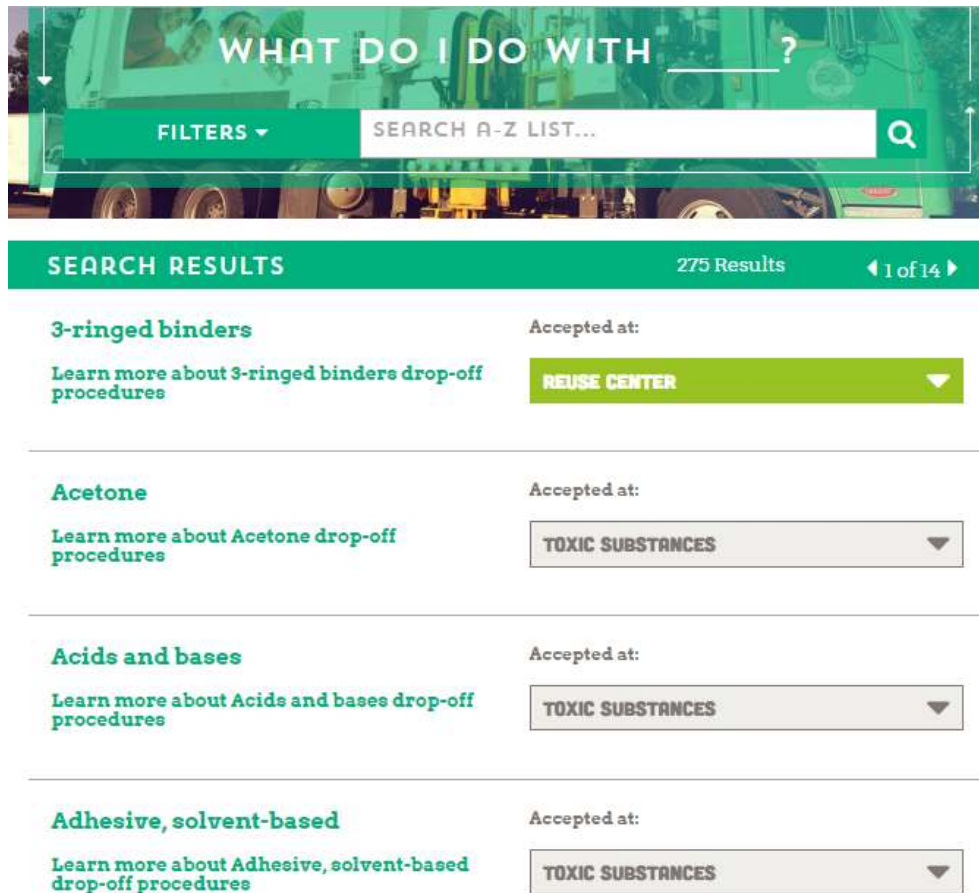 WHAT DO I DO WITH _____?
FILTERS
SEARCH A-Z LIST...
SEARCH RESULTS
275 Results
1 of 14
3-ringed binders
Accepted at:
Learn more about 3-ringed binders drop-off
procedures
REUSE CENTER
Acetone
Accepted at:
Learn more about Acetone drop-off
procedures
TOXIC SUBSTANCES
Acids and bases
Accepted at:
Learn more about Acids and bases drop-off
procedures
TOXIC SUBSTANCES
Adhesive, solvent-based
Accepted at:
Learn more about Adhesive, solvent-based
drop-off procedures
TOXIC SUBSTANCES